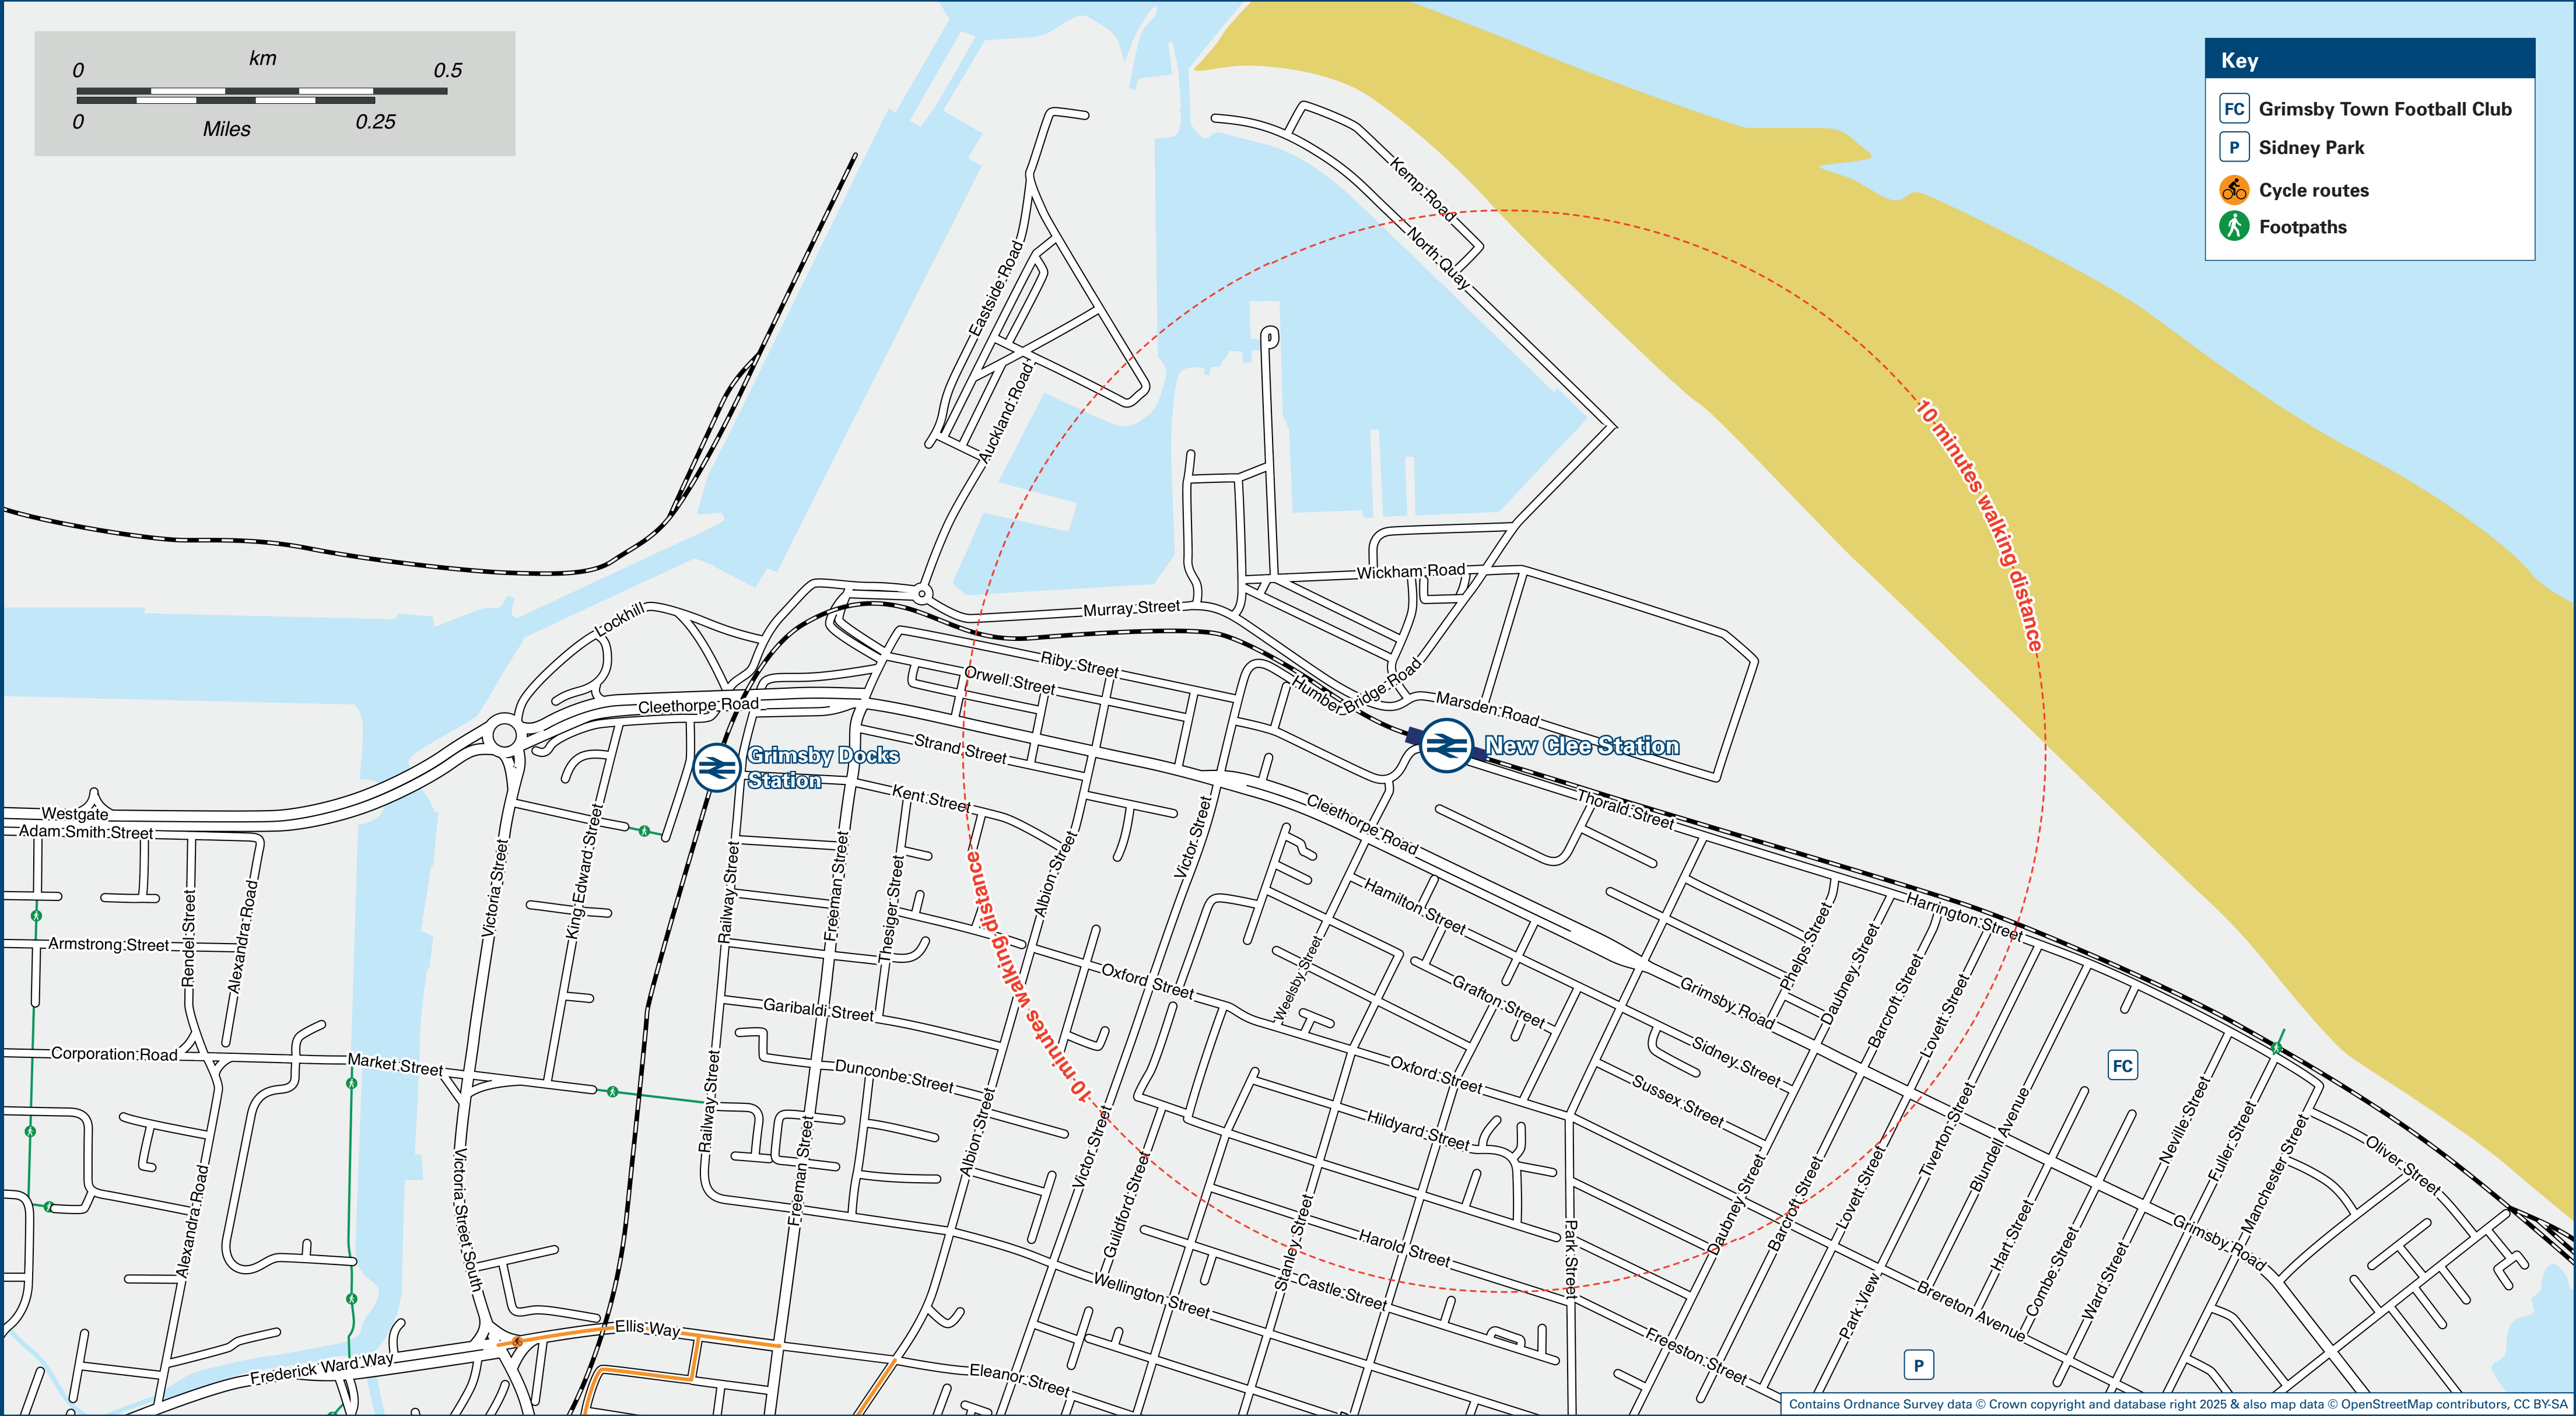 km
0
0.5
0
Miles
0.25
Key
FC
Grimsby Town Football Club
P
Sidney Park
Cycle routes
Footpaths
Kemp Road
North Quay
Eastside Road
Auckland Road
10 minutes walking distance
Wickham Road
Murray Street
Lockhill
Riby Street
Orwell Street
Humber Bridge Road
Marsden Road
Cleethorpe Road
Strand Street
New Clee Station
Grimsby Docks
Station
Kent Street
Thorald Street
Cleethorpe Road
Westgate
Adam Smith Street
Victoria Street
King Edward Street
Railway Street
Freeman Street
Thesiger Street
Albion Street
Victor Street
10 minutes walking distance
Hamilton Street
Harrington Street
Rendel Street
Alexandra Road
Armstrong Street
Weelsby Street
Phelps Street
Daubney Street
Barcroft Street
Lovett Street
Oxford Street
Grafton Street
Grimsby Road
Garibaldi Street
Corporation Road
Market Street
Dunconbe Street
Oxford Street
Sidney Street
Sussex Street
FC
Railway Street
Freeman Street
Albion Street
Victor Street
Hildyard Street
Tiverton Street
Blundell Avenue
Neville Street
Fuller Street
Manchester Street
Oliver Street
Alexandra Road
Victoria Street South
Guildford Street
Stanley Street
Harold Street
Park Street
Daubney Street
Barcroft Street
Lovett Street
Hart Street
Combe Street
Ward Street
Grimsby Road
Wellington Street
Castle Street
Park View
Brereton Avenue
Ellis Way
Frederick Ward Way
Eleanor Street
Freeston Street
P
Contains Ordnance Survey data © Crown copyright and database right 2025 & also map data © OpenStreetMap contributors, CC BY-SA